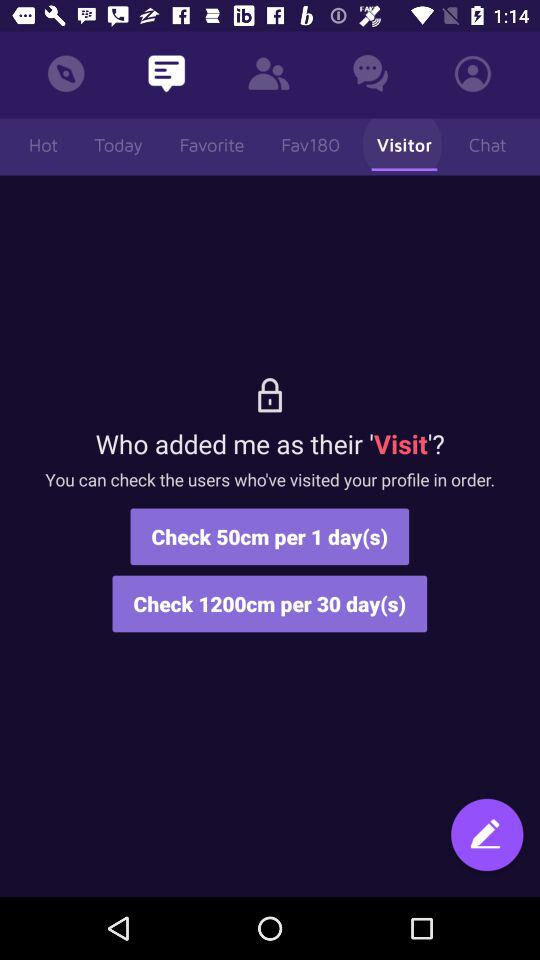 1:14
Hot Today Favorite Fav180 Visitor Chat
Who added me as their 'Visit'?
You can check the users who've visited your profile in order.
Check 50cm per 1 day(s)
Check 1200cm per 30 day(s)